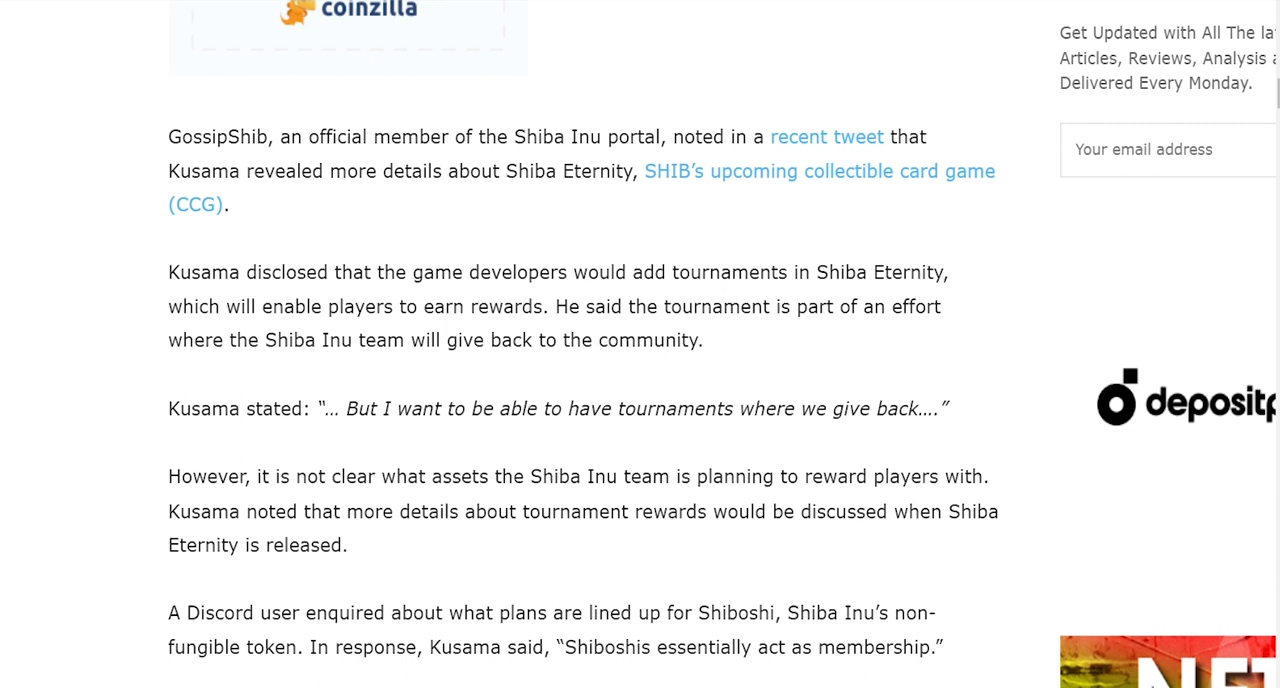 coinzilla
GossipShib, an official member of the Shiba Inu portal, noted in a recent tweet that
Kusama revealed more details about Shiba Eternity, SHIB’s upcoming collectible card game
(CCG).
Kusama disclosed that the game developers would add tournaments in Shiba Eternity,
which will enable players to earn rewards. He said the tournament is part of an effort
where the Shiba Inu team will give back to the community.
Kusama stated: “… But I want to be able to have tournaments where we give back….”
However, it is not clear what assets the Shiba Inu team is planning to reward players with.
Kusama noted that more details about tournament rewards would be discussed when Shiba
Eternity is released.
A Discord user enquired about what plans are lined up for Shiboshi, Shiba Inu’s non-
fungible token. In response, Kusama said, “Shiboshis essentially act as membership.”
Get Updated with All The la
Articles, Reviews, Analysis
Delivered Every Monday.
Your email address
depositp
NFT